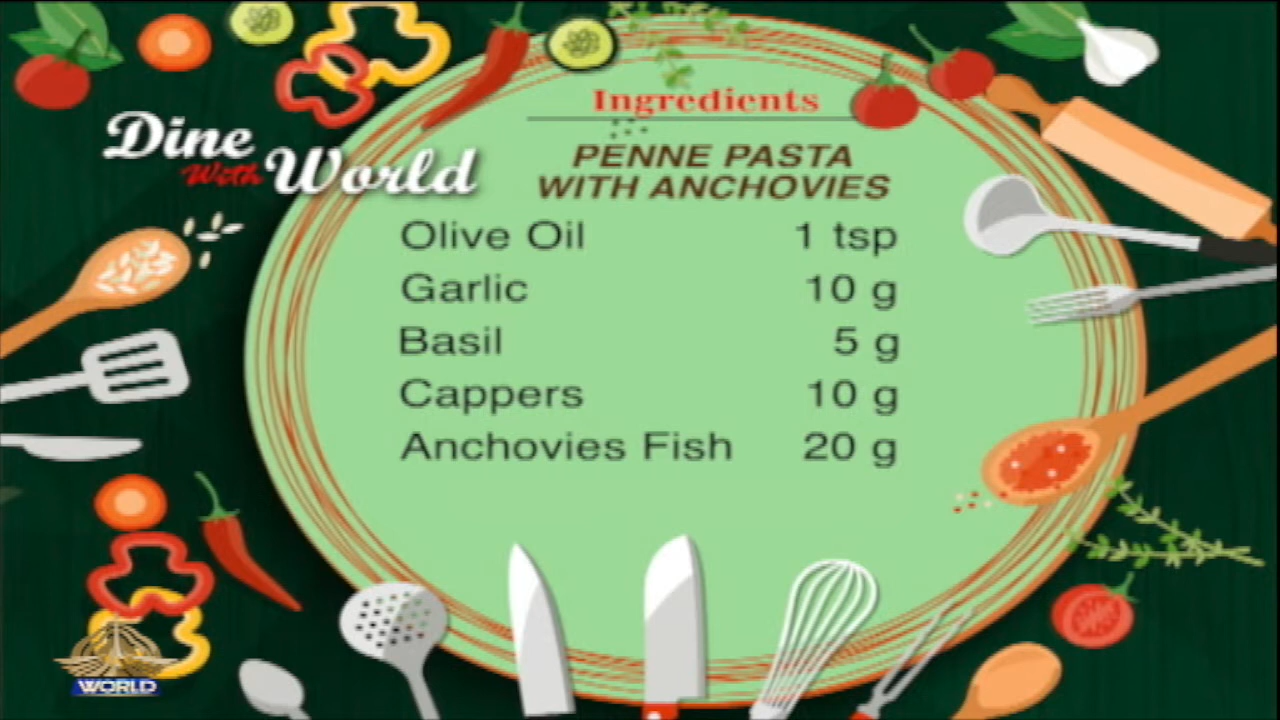 Dine
With World
Ingredients
PENNE PASTA
WITH ANCHOVIES
Olive Oil 1 tsp
Garlic 10 g
Basil 5 g
Cappers 10 g
Anchovies Fish 20 g
WORLD